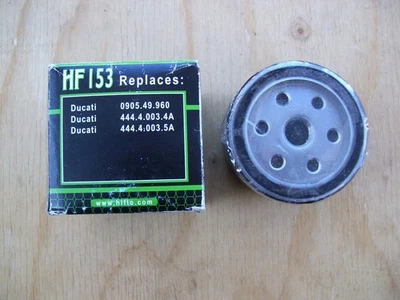 HF153 Replaces:
Ducati 0905.49.960
Ducati 444.4.003.4A
Ducati 444.4.003.5A
www.hiflo.com